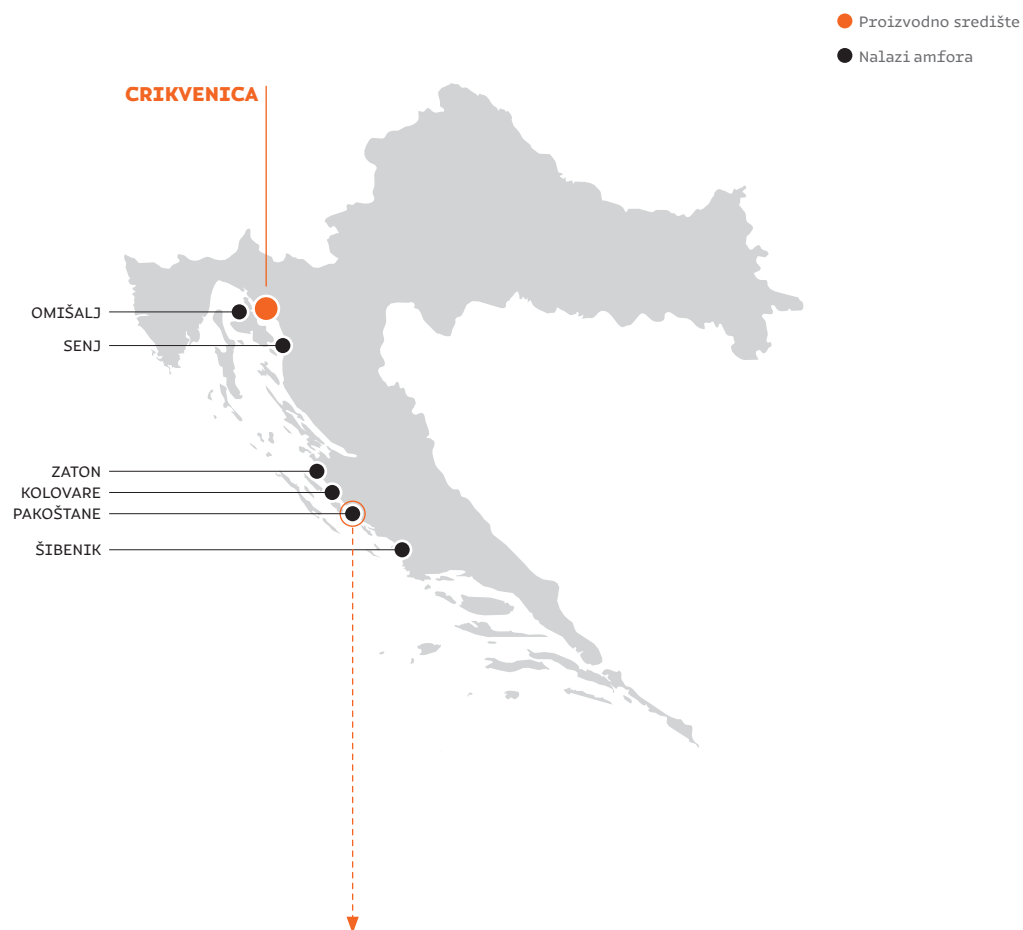 Proizvodno središte
Nalazi amfora
CRIKVENICA
OMIŠALJ
SENJ
ZATON
KOLOVARE
PAKOŠTANE
ŠIBENIK